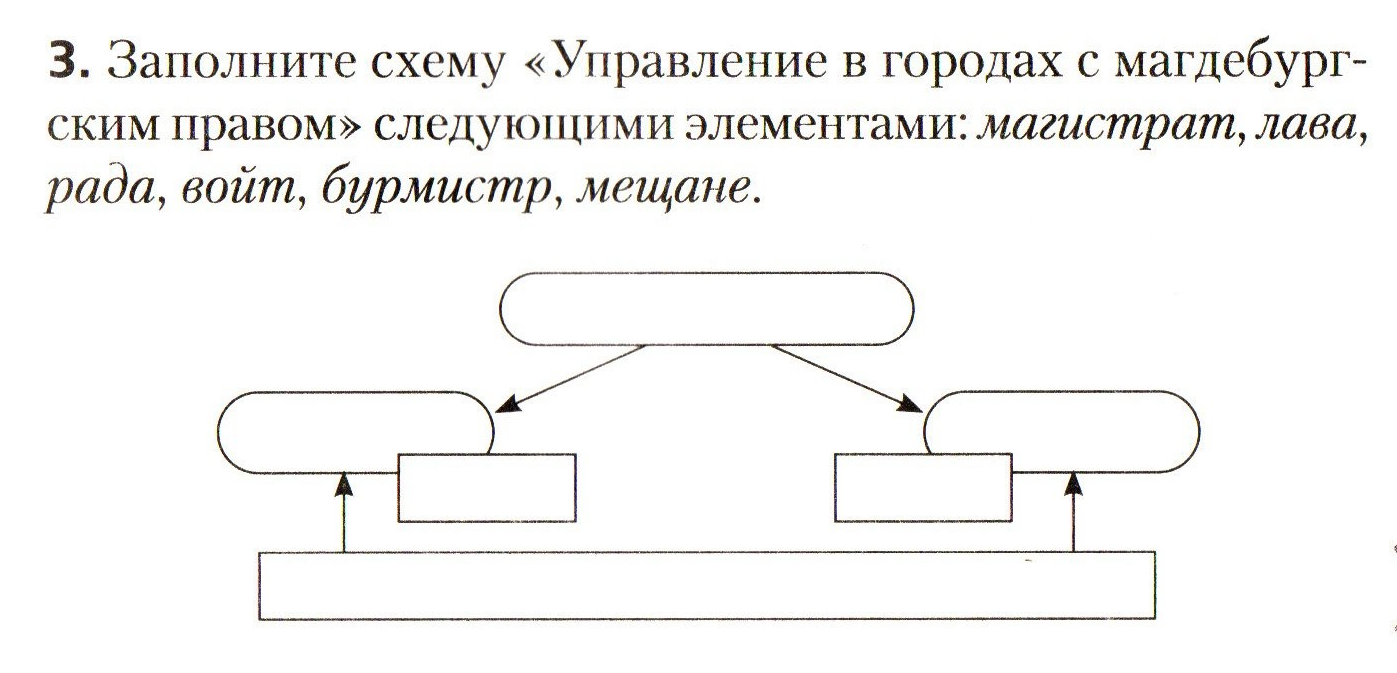 3. Заполните схему «Управление в городах с магдебург-
ским правом» следующими элементами: магистрат, лава,
рада, войт, бурмистр, мещане.